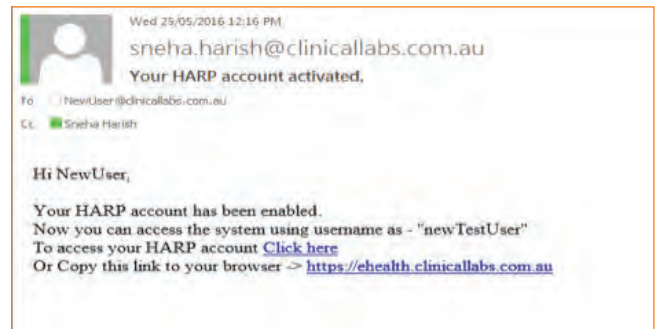 Wed 25/05/2016 12:16 PM
sneha.harish@clinicallabs.com.au
Your HARP account activated.
To NewUser@clinicallabs.com.au
Cc Sneha Harish
Hi NewUser,
Your HARP account has been enabled.
Now you can access the system using username as - "newTestUser"
To access your HARP account Click here
Or Copy this link to your browser -> https://ehealth.clinicallabs.com.au